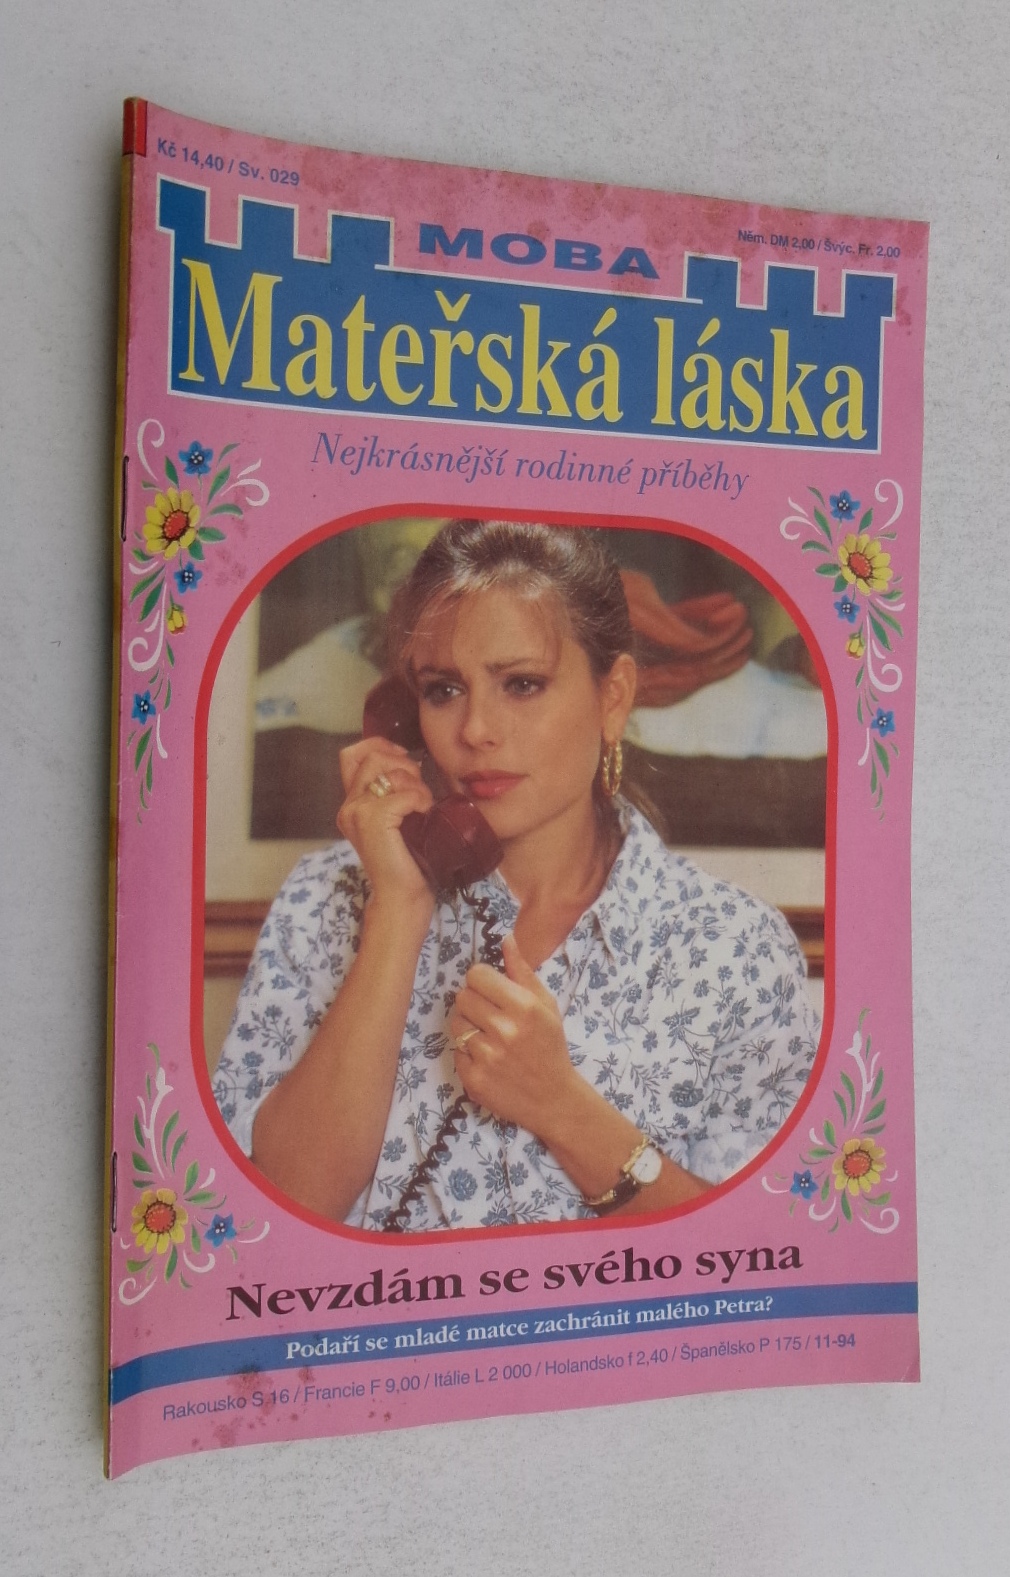 Kč 14,40 / Sv. 029
MOBA
Něm. DM 2,00 / Švýc. Fr. 2.00
Mateřská láska
Nejkrásnější rodinné příběhy
Nevzdám se svého syna
Podaří se mladé matce zachránit malého Petra?
Rakousko S 16 / Francie F 9,00 / Itálie L 2 000 / Holandsko f 2,40 / Španělsko P 175 / 11-94